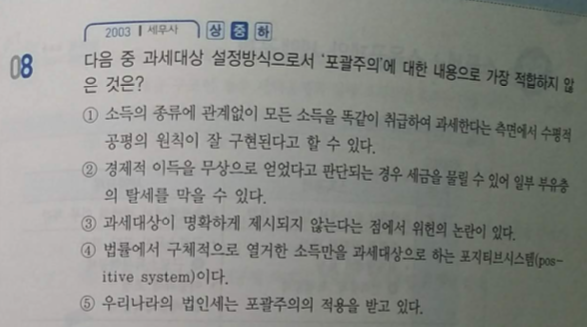 2003 | 세무사 상 중 하
08 다음 중 과세대상 설정방식으로서 '포괄주의'에 대한 내용으로 가장 적합하지 않
은 것은?
① 소득의 종류에 관계없이 모든 소득을 똑같이 취급하여 과세한다는 측면에서 수평적
공평의 원칙이 잘 구현된다고 할 수 있다.
② 경제적 이득을 무상으로 얻었다고 판단되는 경우 세금을 물릴 수 있어 일부 부유층
의 탈세를 막을 수 있다.
③ 과세대상이 명확하게 제시되지 않는다는 점에서 위헌의 논란이 있다.
④ 법률에서 구체적으로 열거한 소득만을 과세대상으로 하는 포지티브시스템(pos-
itive system)이다.
⑤ 우리나라의 법인세는 포괄주의의 적용을 받고 있다.